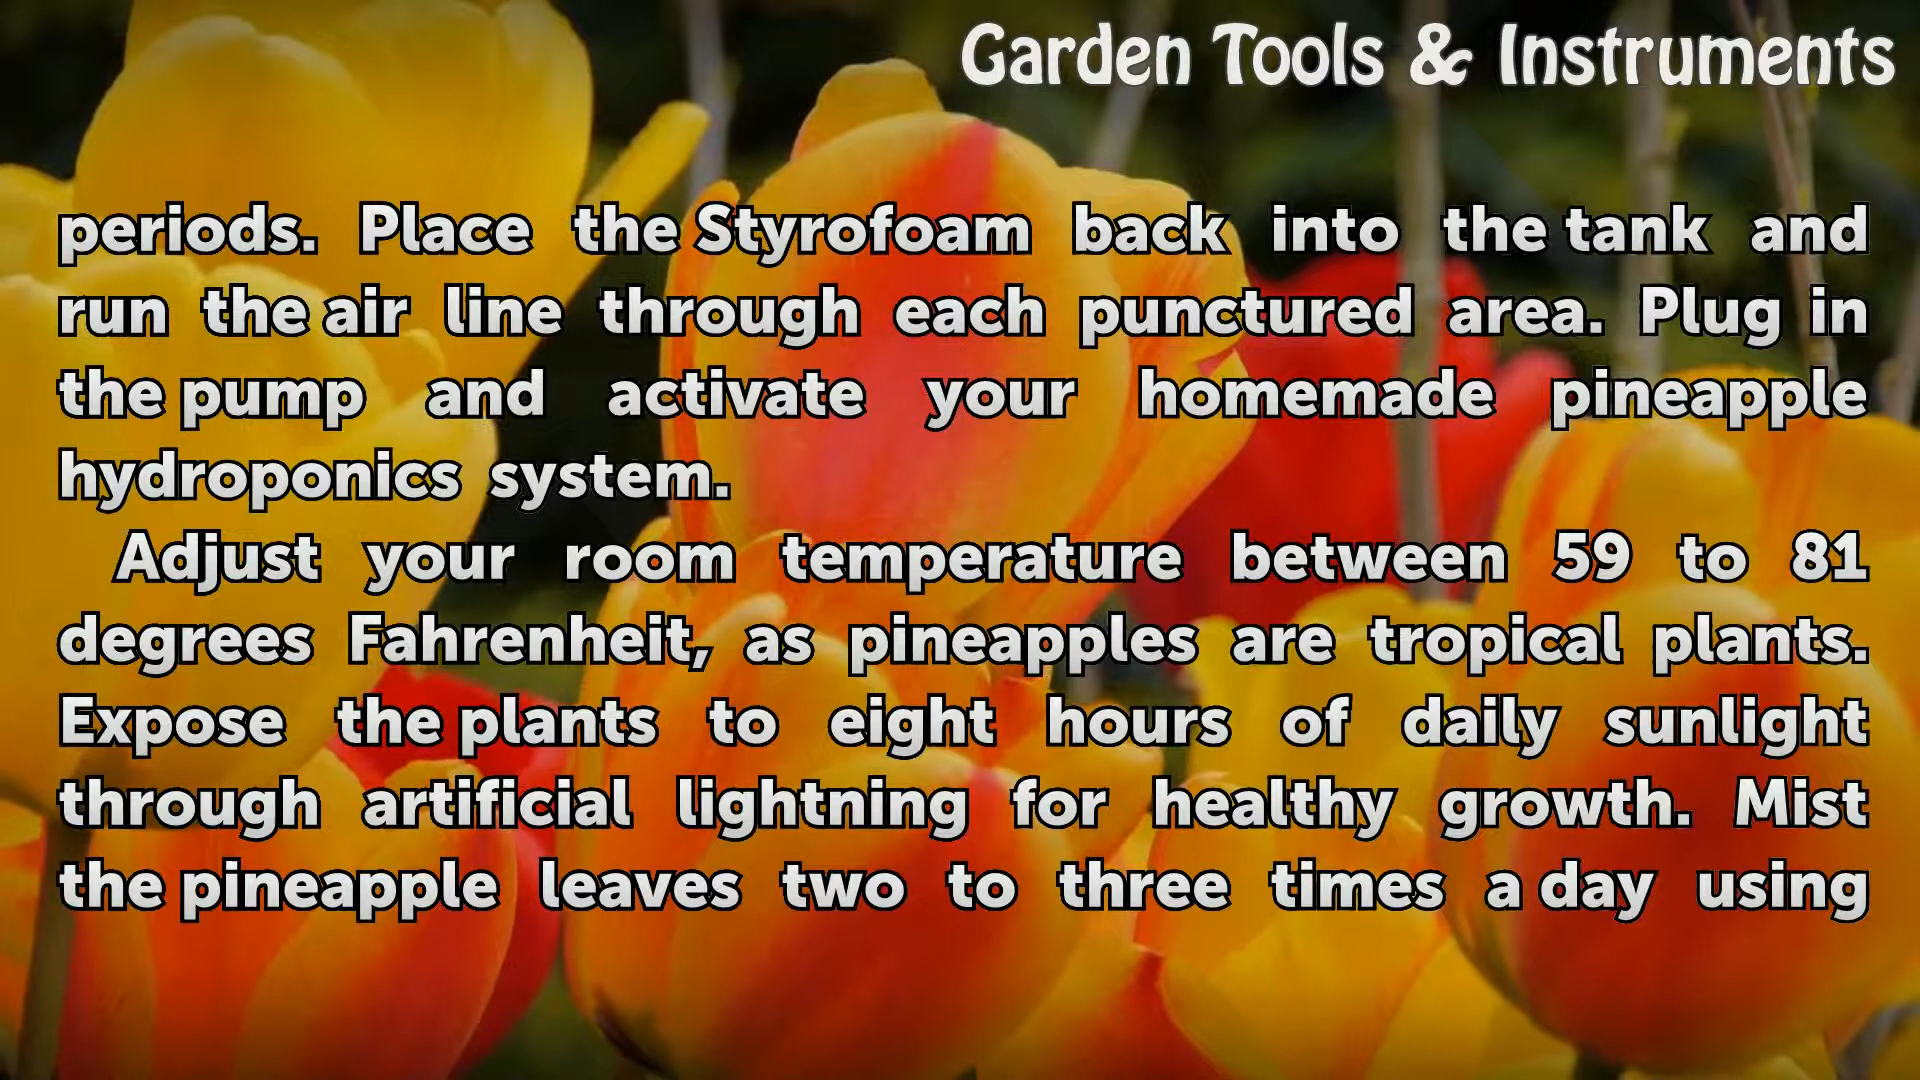 Garden Tools & Instruments
periods. Place the Styrofoam back into the tank and
run the air line through each punctured area. Plug in
the pump and activate your homemade pineapple
hydroponics system.
Adjust your room temperature between 59 to 81
degrees Fahrenheit, as pineapples are tropical plants.
Expose the plants to eight hours of daily sunlight
through artificial lightning for healthy growth. Mist
the pineapple leaves two to three times a day using